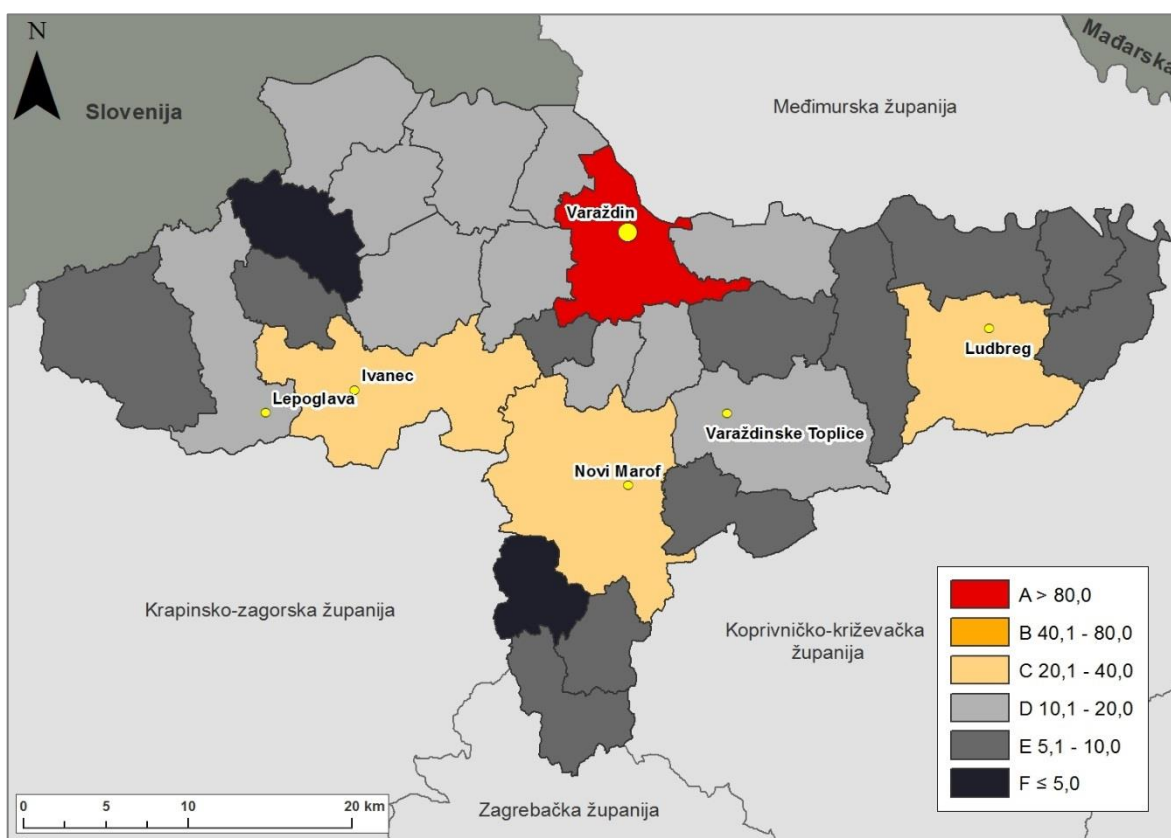 N
Mađarska
Slovenija
Međimurska županija
Varaždin
Ludbreg
Ivanec
Lepoglava
Varaždinske Toplice
Novi Marof
Krapinsko-zagorska županija
Koprivničko-križevačka
županija
Zagrebačka županija
A > 80,0
B 40,1 - 80,0
C 20,1 - 40,0
D 10,1 - 20,0
E 5,1 - 10,0
F ≤ 5,0
0 5 10 20 km